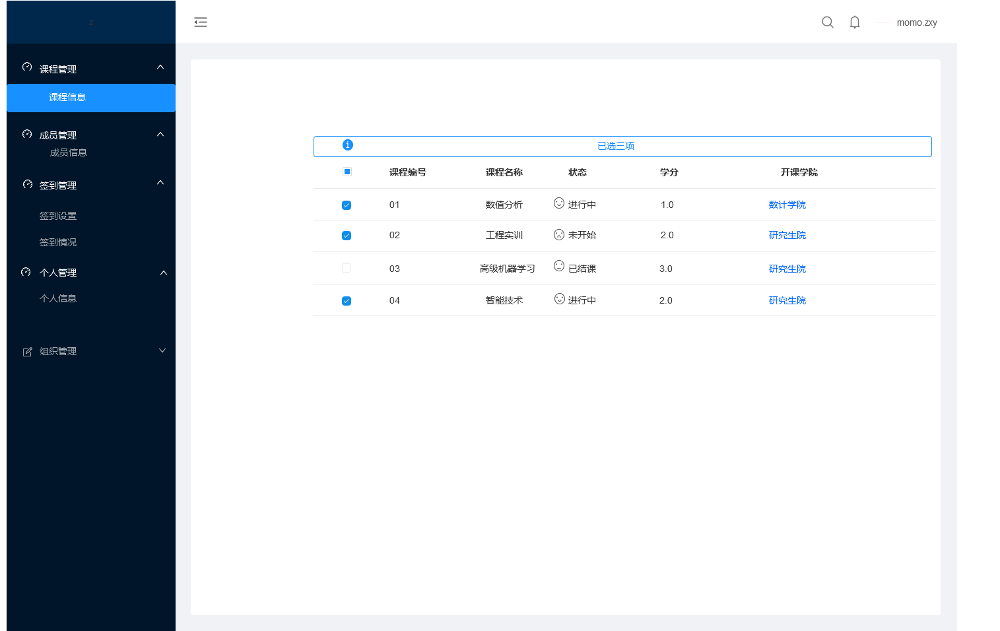 z
momo.zxy
课程管理
课程信息
成员管理
成员信息
签到管理
签到设置
签到情况
个人管理
个人信息
组织管理
已选三项
课程编号 课程名称 状态 学分 开课学院
01 数值分析 进行中 1.0 数计学院
02 工程实训 未开始 2.0 研究生院
03 高级机器学习 已结课 3.0 研究生院
04 智能技术 进行中 2.0 研究生院